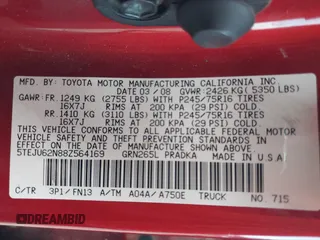 MFD. BY: TOYOTA MOTOR MANUFACTURING CALIFORNIA INC.
DATE 03/08 GVWR: 2426 KG ( 5350 LBS)
GAWR: FR. 1249 KG (2755 LBS) WITH P245/75R16 TIRES
16X7J RIMS AT 200 KPA (29 PSI) COLD
RR. 1410 KG (3110 LBS) WITH P245/75R16 TIRES
16X7J RIMS AT 200 KPA (29 PSI) COLD
THIS VEHICLE CONFORMS TO ALL APPLICABLE
FEDERAL MOTOR VEHICLE SAFETY STANDARDS
AND THEFT PREVENTION STANDARDS IN EFFECT
ON THE DATE OF MANUFACTURE SHOWN ABOVE.
5TEJU62N88Z564169 GRN265L PRADKA
MADE IN U.S.A
C/TR 3P1/FN13 A/TM A04A/A750E TRUCK NO. 715
AUTOBIDMASTER